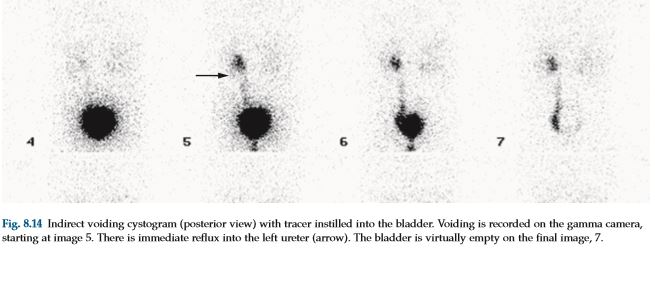 4 5 6 7
Fig. 8.14 Indirect voiding cystogram (posterior view) with tracer instilled into the bladder. Voiding is recorded on the gamma camera,
starting at image 5. There is immediate reflux into the left ureter (arrow). The bladder is virtually empty on the final image, 7.